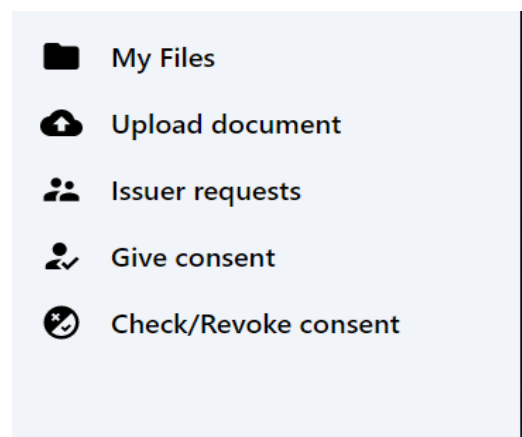 My Files
Upload document
Issuer requests
Give consent
Check/Revoke consent